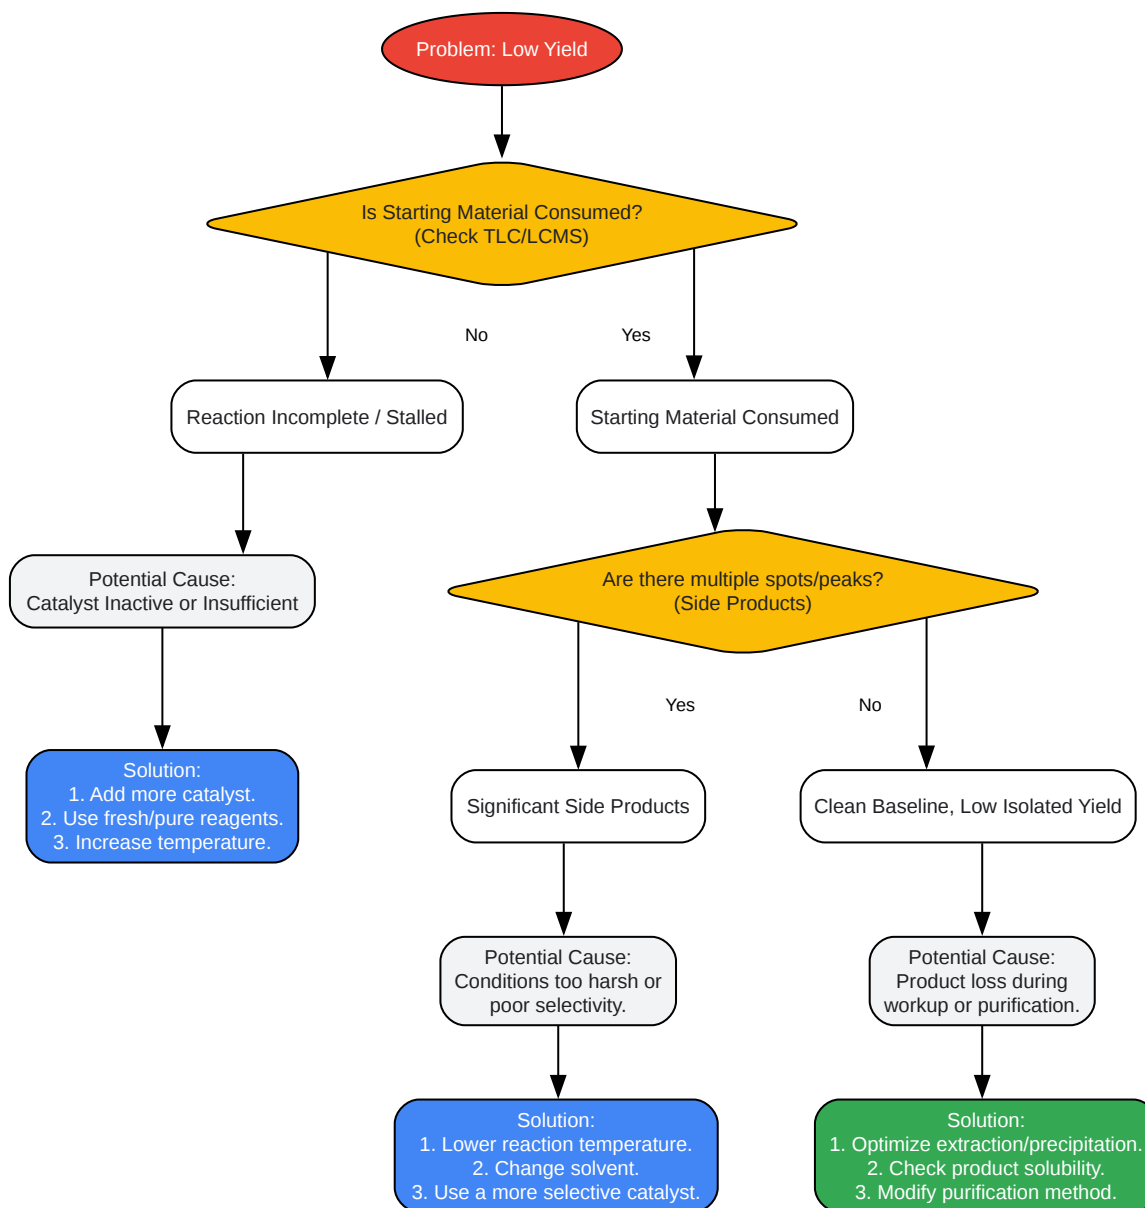 Problem: Low Yield
Is Starting Material Consumed?
(Check TLC/LCMS)
No
Yes
Reaction Incomplete / Stalled
Starting Material Consumed
Potential Cause:
Catalyst Inactive or Insufficient
Are there multiple spots/peaks?
(Side Products)
Yes
No
Solution:
1. Add more catalyst.
2. Use fresh/pure reagents.
3. Increase temperature.
Significant Side Products
Clean Baseline, Low Isolated Yield
Potential Cause:
Conditions too harsh or
poor selectivity.
Potential Cause:
Product loss during
workup or purification.
Solution:
1. Lower reaction temperature.
2. Change solvent.
3. Use a more selective catalyst.
Solution:
1. Optimize extraction/precipitation.
2. Check product solubility.
3. Modify purification method.